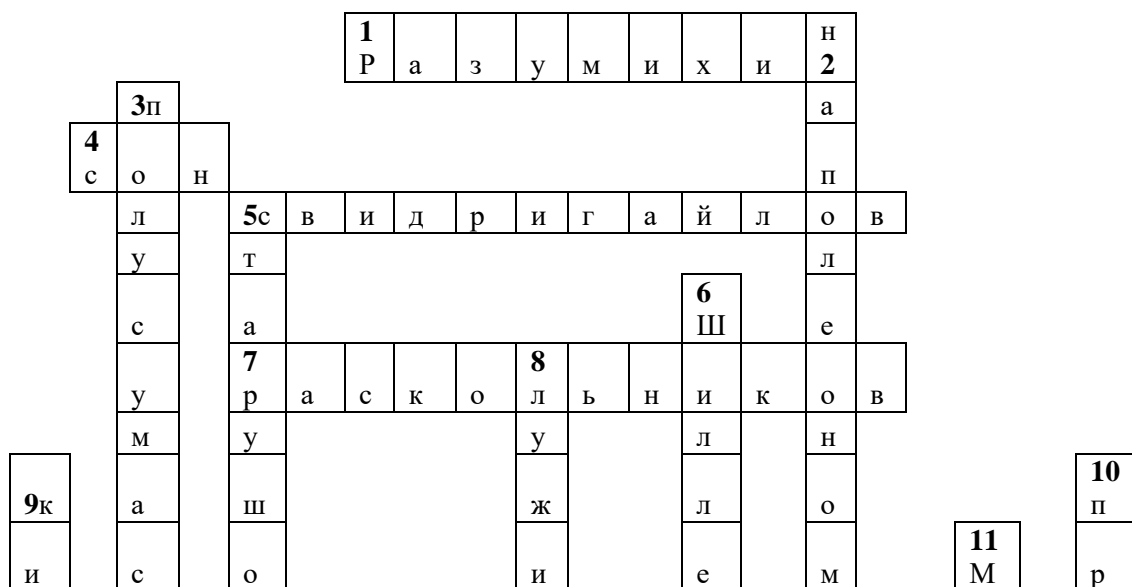 1 н
Р а з у м и х и 2
3п а
4
с о н п
л 5с в и д р и г а й л о в
у т л
6
с а Ш е
7 8
у р а с к о л ь н и к о в
м у у л н
10
9к а ш ж л о п
11
и с о и е м М р